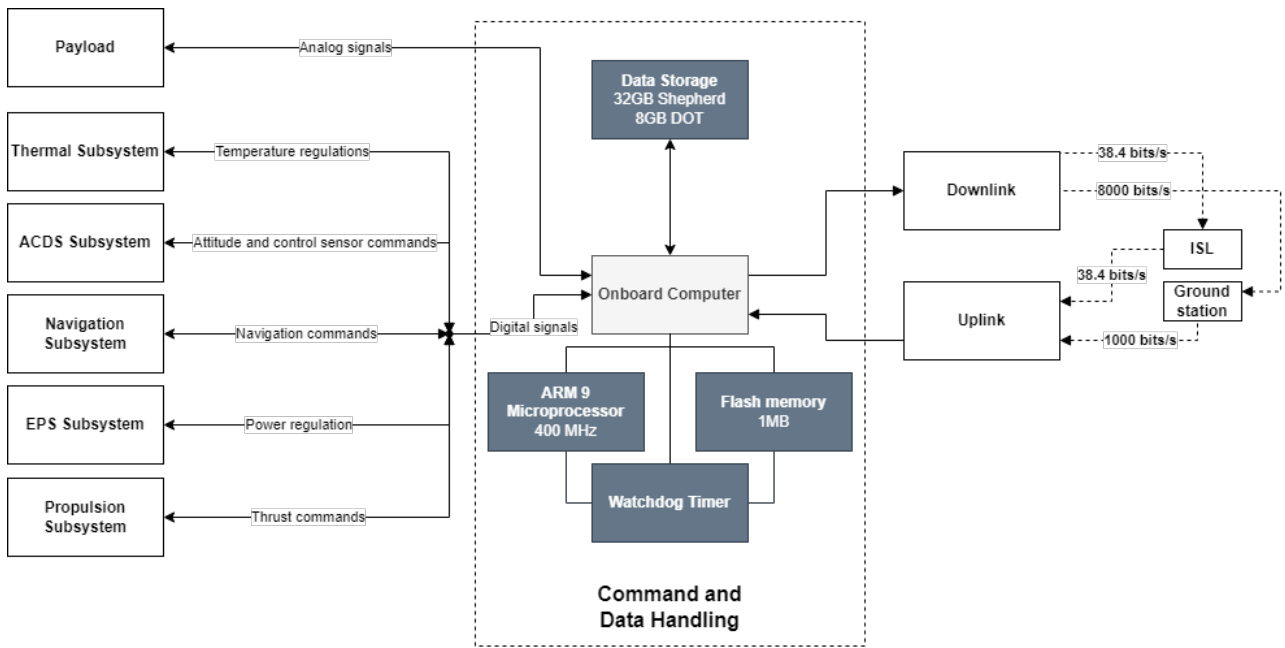 Payload
Analog signals
Data Storage
32GB Shepherd
8GB DOT
Thermal Subsystem
Temperature regulations
38.4 bits/s
Downlink
8000 bits/s
ACDS Subsystem
Attitude and control sensor commands
ISL
38.4 bits/s
Onboard Computer
Ground
station
Navigation
Subsystem
Navigation commands
Digital signals
Uplink
1000 bits/s
ARM 9
Microprocessor
400 MHz
Flash memory
1MB
EPS Subsystem
Power regulation
Watchdog Timer
Propulsion
Subsystem
Thrust commands
Command and
Data Handling